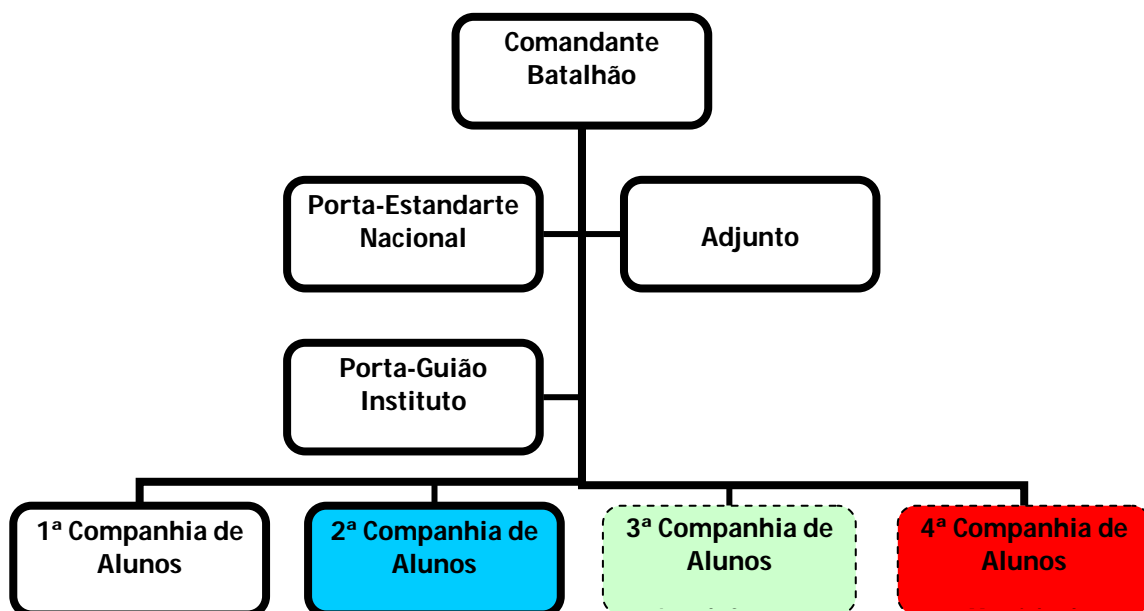 Comandante
Batalhão
Porta-Estandarte
Nacional
Adjunto
Porta-Guião
Instituto
1ª Companhia de
Alunos
2ª Companhia de
Alunos
3ª Companhia de
Alunos
4ª Companhia de
Alunos